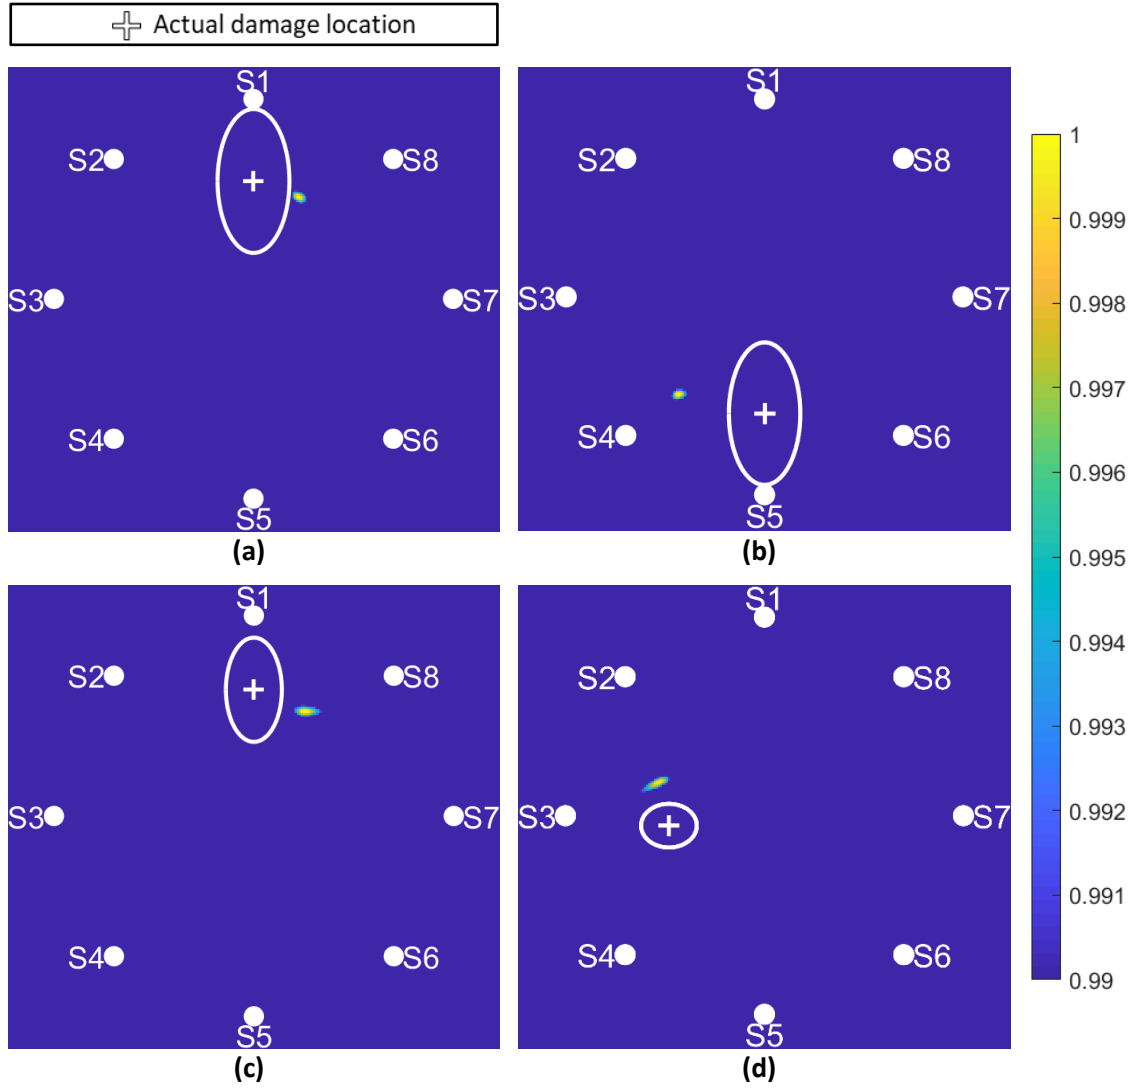 Actual damage location
S1
S2
S8
S3
S7
S4
S6
S5
(a)
S1
S2
S8
S3
S7
S4
S6
S5
(b)
S1
S2
S8
S3
S7
S4
S6
S5
(c)
S1
S2
S8
S3
S7
S4
S6
S5
(d)
1
0.999
0.998
0.997
0.996
0.995
0.994
0.993
0.992
0.991
0.99